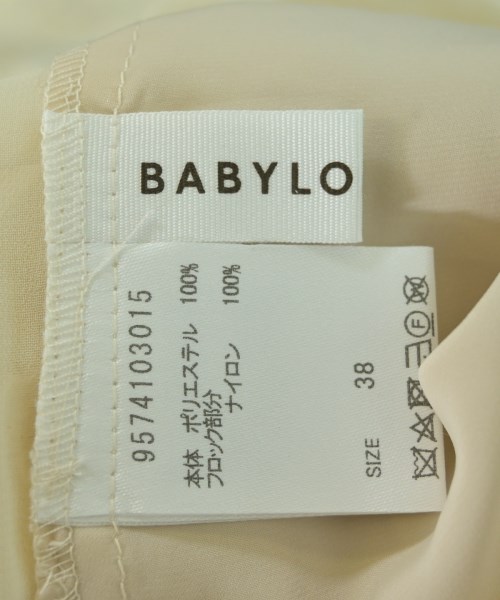 BABYLO
9574103015
本体 ポリエステル 100%
フロック部分
ナイロン 100%
SIZE 38